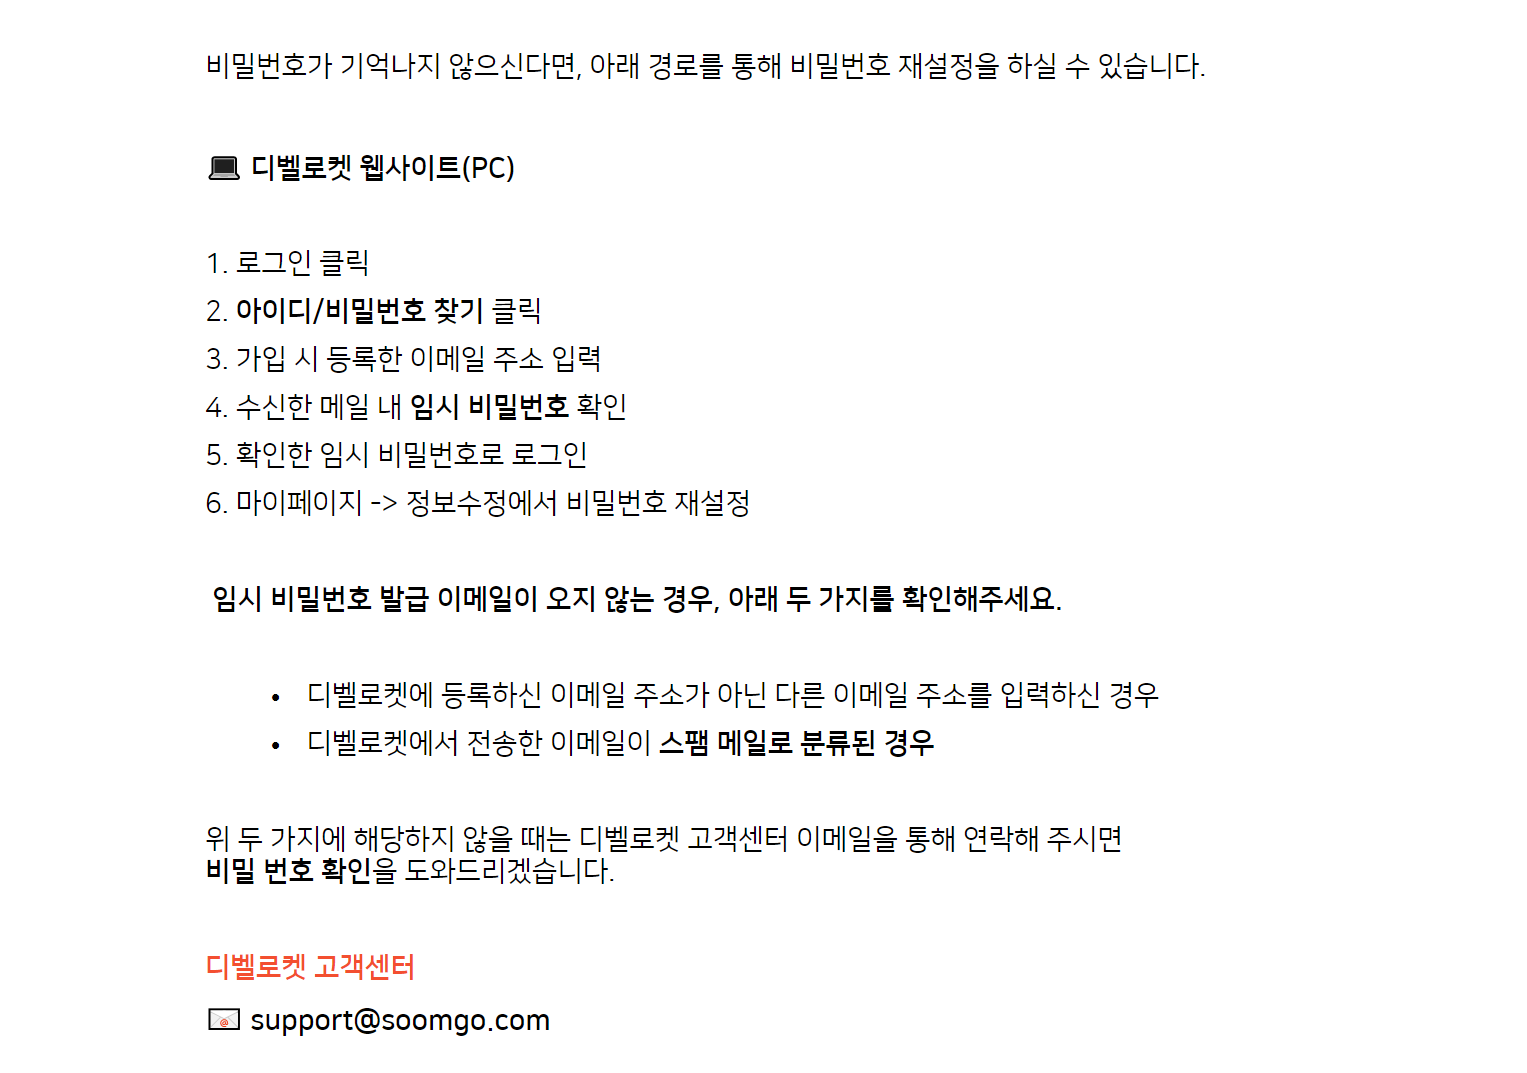 비밀번호가 기억나지 않으신다면, 아래 경로를 통해 비밀번호 재설정을 하실 수 있습니다.
디벨로켓 웹사이트(PC)
1. 로그인 클릭
2. 아이디/비밀번호 찾기 클릭
3. 가입 시 등록한 이메일 주소 입력
4. 수신한 메일 내 임시 비밀번호 확인
5. 확인한 임시 비밀번호로 로그인
6. 마이페이지 -> 정보수정에서 비밀번호 재설정
임시 비밀번호 발급 이메일이 오지 않는 경우, 아래 두 가지를 확인해주세요.
• 디벨로켓에 등록하신 이메일 주소가 아닌 다른 이메일 주소를 입력하신 경우
• 디벨로켓에서 전송한 이메일이 스팸 메일로 분류된 경우
위 두 가지에 해당하지 않을 때는 디벨로켓 고객센터 이메일을 통해 연락해 주시면
비밀 번호 확인을 도와드리겠습니다.
디벨로켓 고객센터
support@soomgo.com